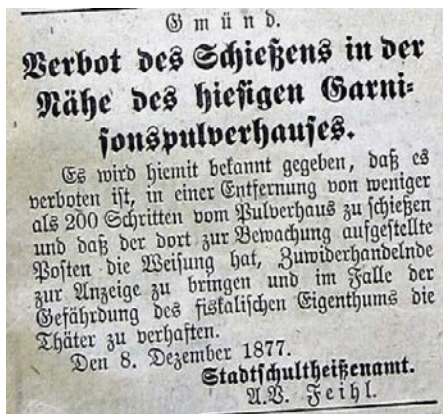 Gmünd.
Verbot des Schießens in der
Nähe des hiesigen Garni-
sonspulverhauses.
Es wird hiemit bekannt gegeben, daß es
verboten ist, in einer Entfernung von weniger
als 200 Schritten vom Pulverhaus zu schießen
und daß der dort zur Bewachung aufgestellte
Posten die Weisung hat, Zuwiderhandelnde
zur Anzeige zu bringen und im Falle der
Gefährdung des fiskalischen Eigenthums die
Thäter zu verhaften.
Den 8. Dezember 1877.
Stadtschultheißenamt.
A.V. Feihl.